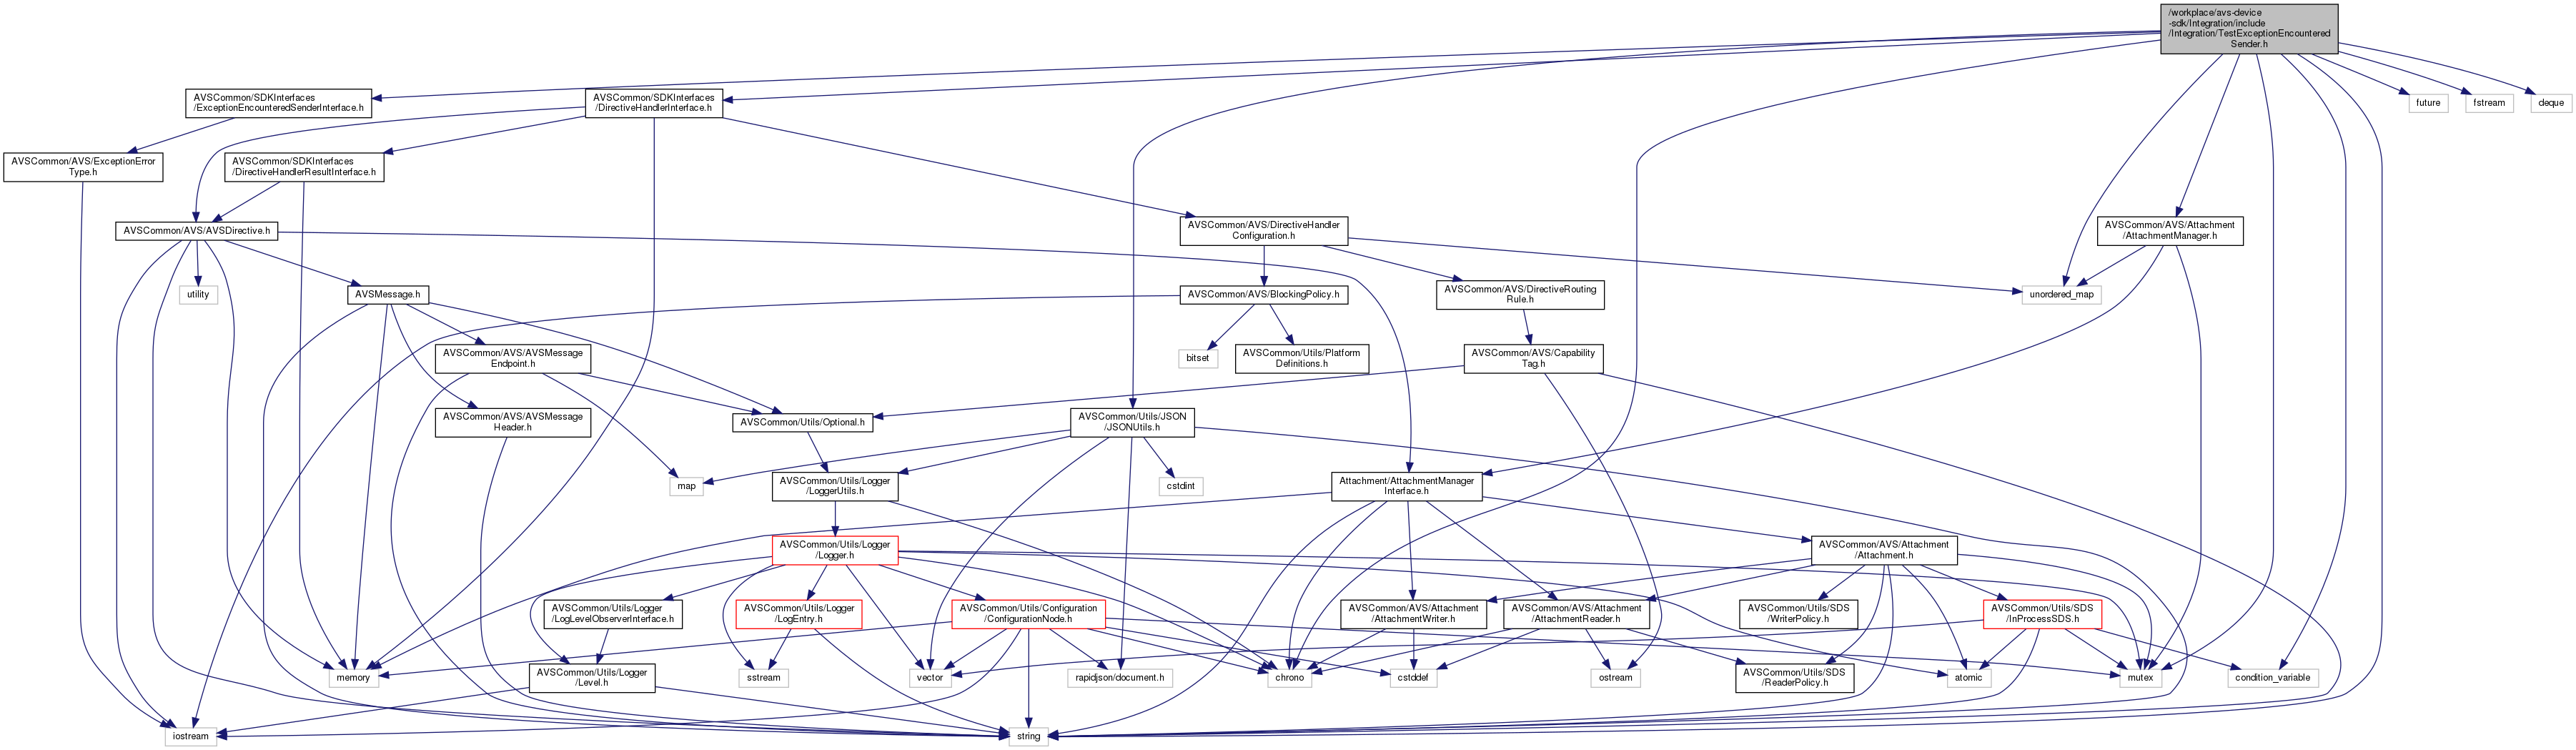 /workplace/avs-device
-sdk/Integration/include
/Integration/TestExceptionEncountered
Sender.h
AVSCommon/SDKInterfaces
/ExceptionEncounteredSenderInterface.h
AVSCommon/SDKInterfaces
/DirectiveHandlerInterface.h
future
fstream
deque
AVSCommon/AVS/ExceptionError
Type.h
AVSCommon/SDKInterfaces
/DirectiveHandlerResultInterface.h
AVSCommon/AVS/AVSDirective.h
AVSCommon/AVS/DirectiveHandler
Configuration.h
AVSCommon/AVS/Attachment
/AttachmentManager.h
utility
AVSMessage.h
AVSCommon/AVS/BlockingPolicy.h
AVSCommon/AVS/DirectiveRouting
Rule.h
unordered_map
AVSCommon/AVS/AVSMessage
Endpoint.h
bitset
AVSCommon/Utils/Platform
Definitions.h
AVSCommon/AVS/Capability
Tag.h
AVSCommon/AVS/AVSMessage
Header.h
AVSCommon/Utils/Optional.h
AVSCommon/Utils/JSON
/JSONUtils.h
map
AVSCommon/Utils/Logger
/LoggerUtils.h
cstdint
Attachment/AttachmentManager
Interface.h
AVSCommon/Utils/Logger
/Logger.h
AVSCommon/AVS/Attachment
/Attachment.h
AVSCommon/Utils/Logger
/LogLevelObserverInterface.h
AVSCommon/Utils/Logger
/LogEntry.h
AVSCommon/Utils/Configuration
/ConfigurationNode.h
AVSCommon/AVS/Attachment
/AttachmentWriter.h
AVSCommon/AVS/Attachment
/AttachmentReader.h
AVSCommon/Utils/SDS
/WriterPolicy.h
AVSCommon/Utils/SDS
/InProcessSDS.h
memory
AVSCommon/Utils/Logger
/Level.h
sstream
vector
rapidjson/document.h
chrono
cstddef
ostream
AVSCommon/Utils/SDS
/ReaderPolicy.h
atomic
mutex
condition_variable
iostream
string